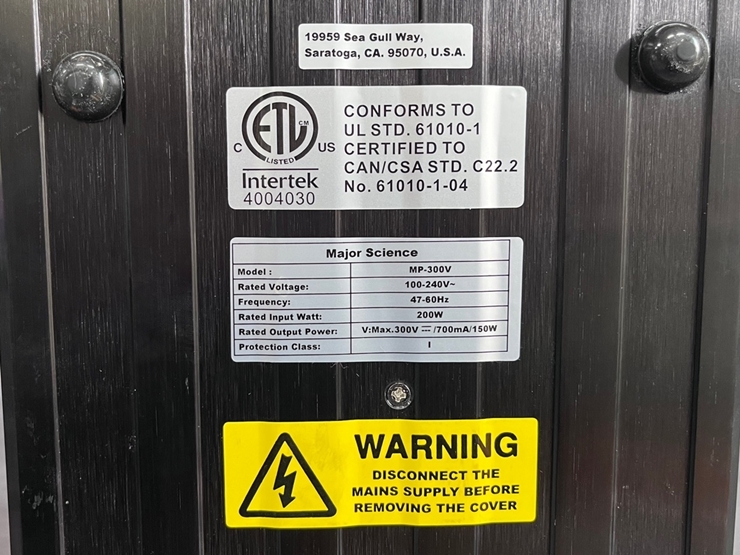 19959 Sea Gull Way,
Saratoga, CA. 95070, U.S.A.
ETL CM
C US
LISTED
Intertek
4004030
CONFORMS TO
UL STD. 61010-1
CERTIFIED TO
CAN/CSA STD. C22.2
No. 61010-1-04
Major Science
Model : MP-300V
Rated Voltage: 100-240V~
Frequency: 47-60Hz
Rated Input Watt: 200W
Rated Output Power: V:Max.300V ⎓ /700mA/150W
Protection Class: I
WARNING
DISCONNECT THE
MAINS SUPPLY BEFORE
REMOVING THE COVER